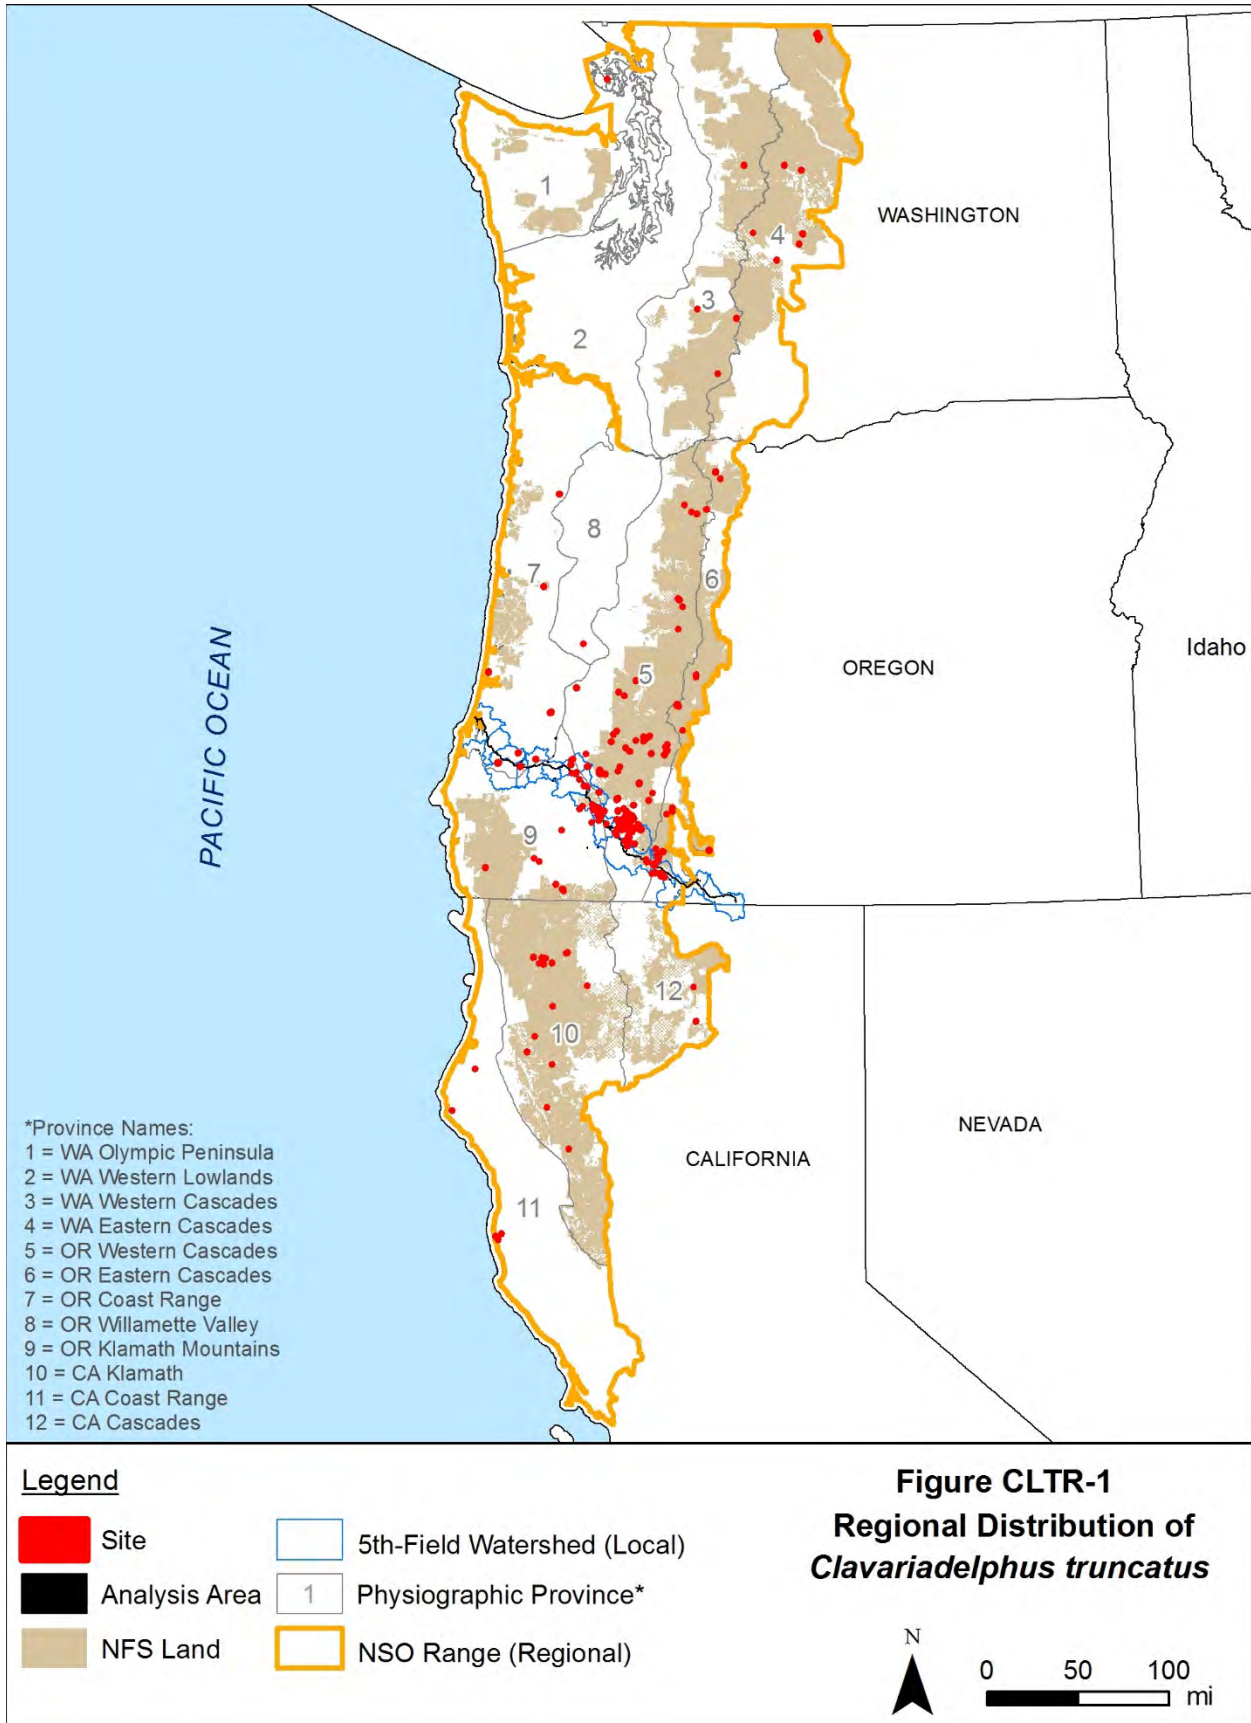 1
WASHINGTON
4
3
2
8
7
6
Idaho
5
OREGON
PACIFIC OCEAN
9
12
10
NEVADA
CALIFORNIA
11
*Province Names:
1 = WA Olympic Peninsula
2 = WA Western Lowlands
3 = WA Western Cascades
4 = WA Eastern Cascades
5 = OR Western Cascades
6 = OR Eastern Cascades
7 = OR Coast Range
8 = OR Willamette Valley
9 = OR Klamath Mountains
10 = CA Klamath
11 = CA Coast Range
12 = CA Cascades
Legend
Site
Analysis Area
NFS Land
5th-Field Watershed (Local)
1 Physiographic Province*
NSO Range (Regional)
Figure CLTR-1
Regional Distribution of
Clavariadelphus truncatus
N
0 50 100
mi